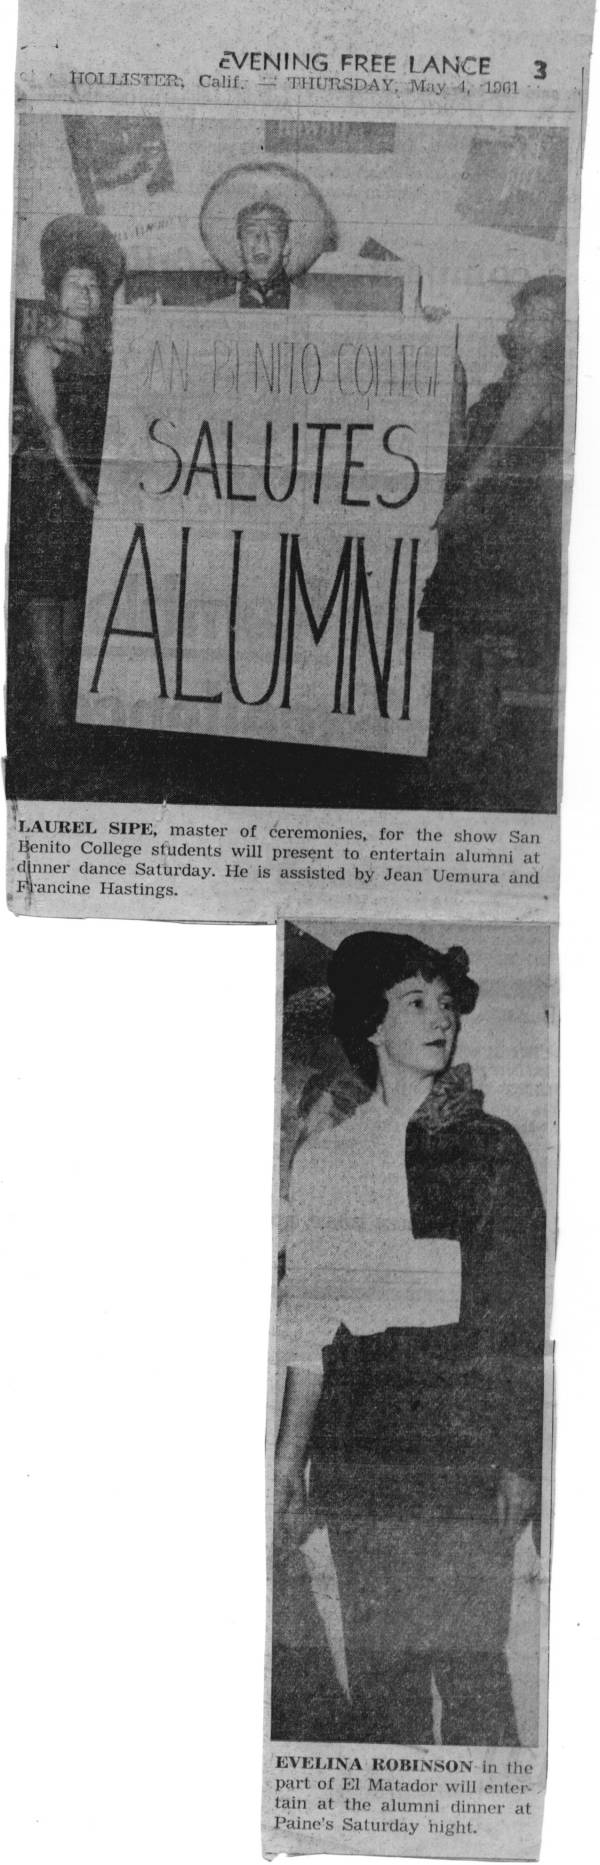 EVENING FREE LANCE 3
HOLLISTER, Calif. — THURSDAY, May 4, 1961
SAN BENITO COLLEGE
SALUTES
ALUMNI
LAUREL SIPE, master of ceremonies, for the show San
Benito College students will present to entertain alumni at
dinner dance Saturday. He is assisted by Jean Uemura and
Francine Hastings.
EVELINA ROBINSON in the
part of El Matador will enter-
tain at the alumni dinner at
Paine's Saturday night.